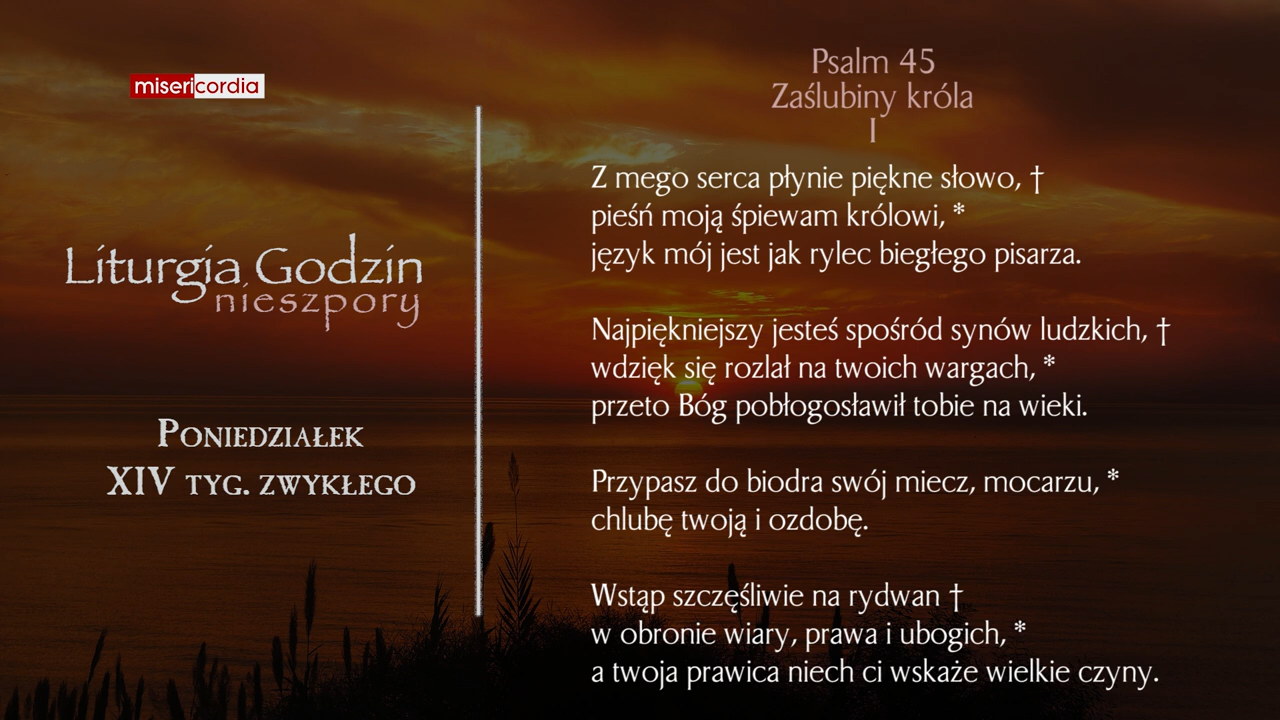 misericordia
Liturgia Godzin
nieszpory
Poniedziałek
XIV tyg. zwykłego
Psalm 45
Zaślubiny króla
I
Z mego serca płynie piękne słowo, †
pieśń moją śpiewam królowi, *
język mój jest jak rylec biegłego pisarza.
Najpiękniejszy jesteś spośród synów ludzkich, †
wdzięk się rozlał na twoich wargach, *
przeto Bóg pobłogosławił tobie na wieki.
Przypasz do biodra swój miecz, mocarzu, *
chlubę twoją i ozdobę.
Wstąp szczęśliwie na rydwan †
w obronie wiary, prawa i ubogich, *
a twoja prawica niech ci wskaże wielkie czyny.